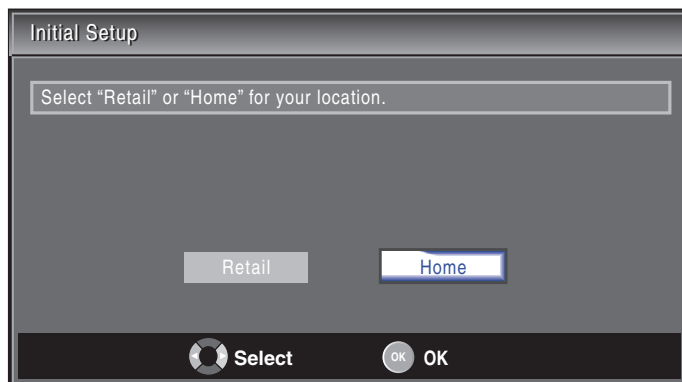 Initial Setup
Select “Retail” or “Home” for your location.
Retail Home
Select OK OK